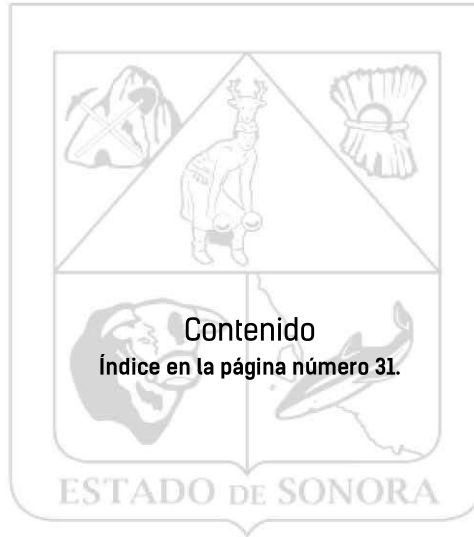 Contenido
Índice en la página número 31.
ESTADO DE SONORA